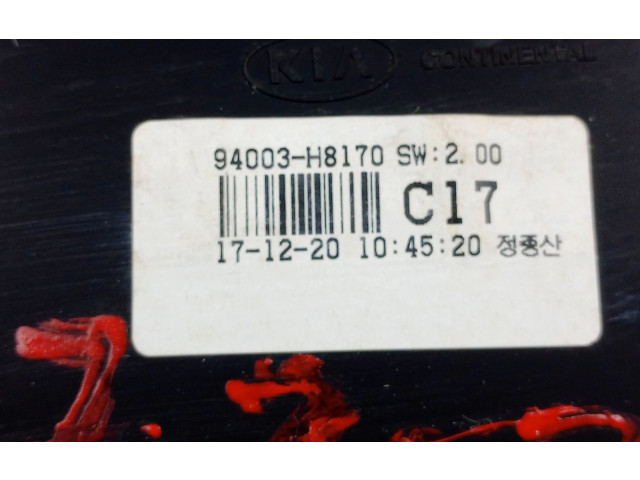 KIA CONTINENTAL
94003-H8170 SW:2.00
C17
17-12-20 10:45:20 정종산